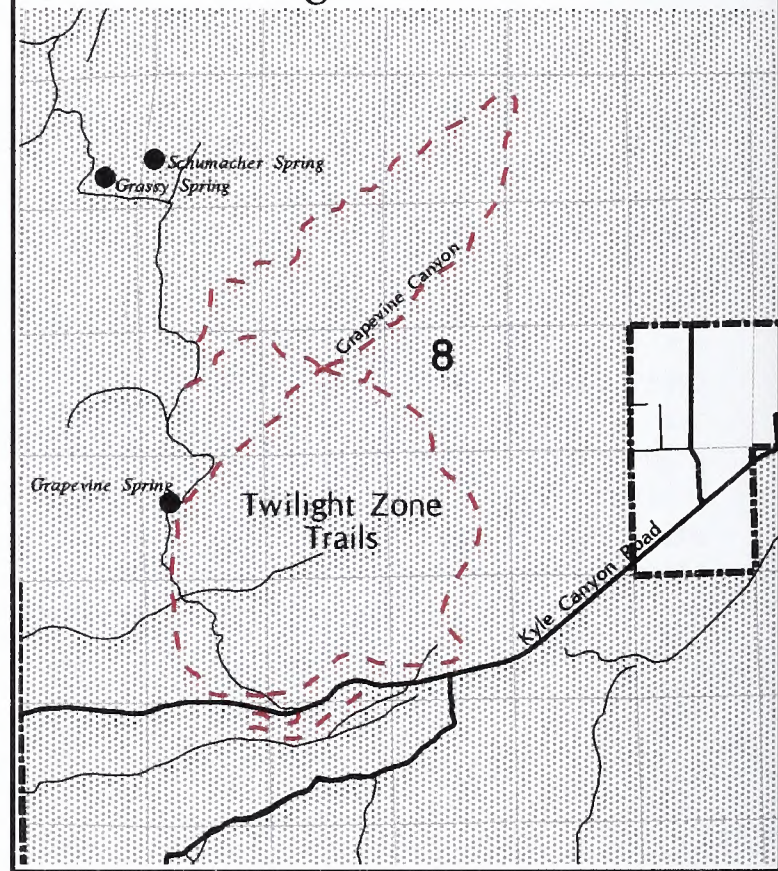 Schumacher Spring
Grassy Spring
Grapevine Canyon
8
Grapevine Spring
Twilight Zone
Trails
Kyle Canyon Road